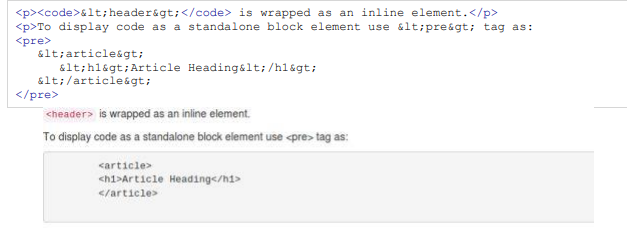 <p><code>&lt;header&gt;</code> is wrapped as an inline element.</p>
<p>To display code as a standalone block element use &lt;pre&gt; tag as:
<pre>
   &lt;article&gt;
      &lt;h1&gt;Article Heading&lt;/h1&gt;
   &lt;/article&gt;
</pre>
<header> is wrapped as an inline element.
To display code as a standalone block element use <pre> tag as:
<article>
<h1>Article Heading</h1>
</article>